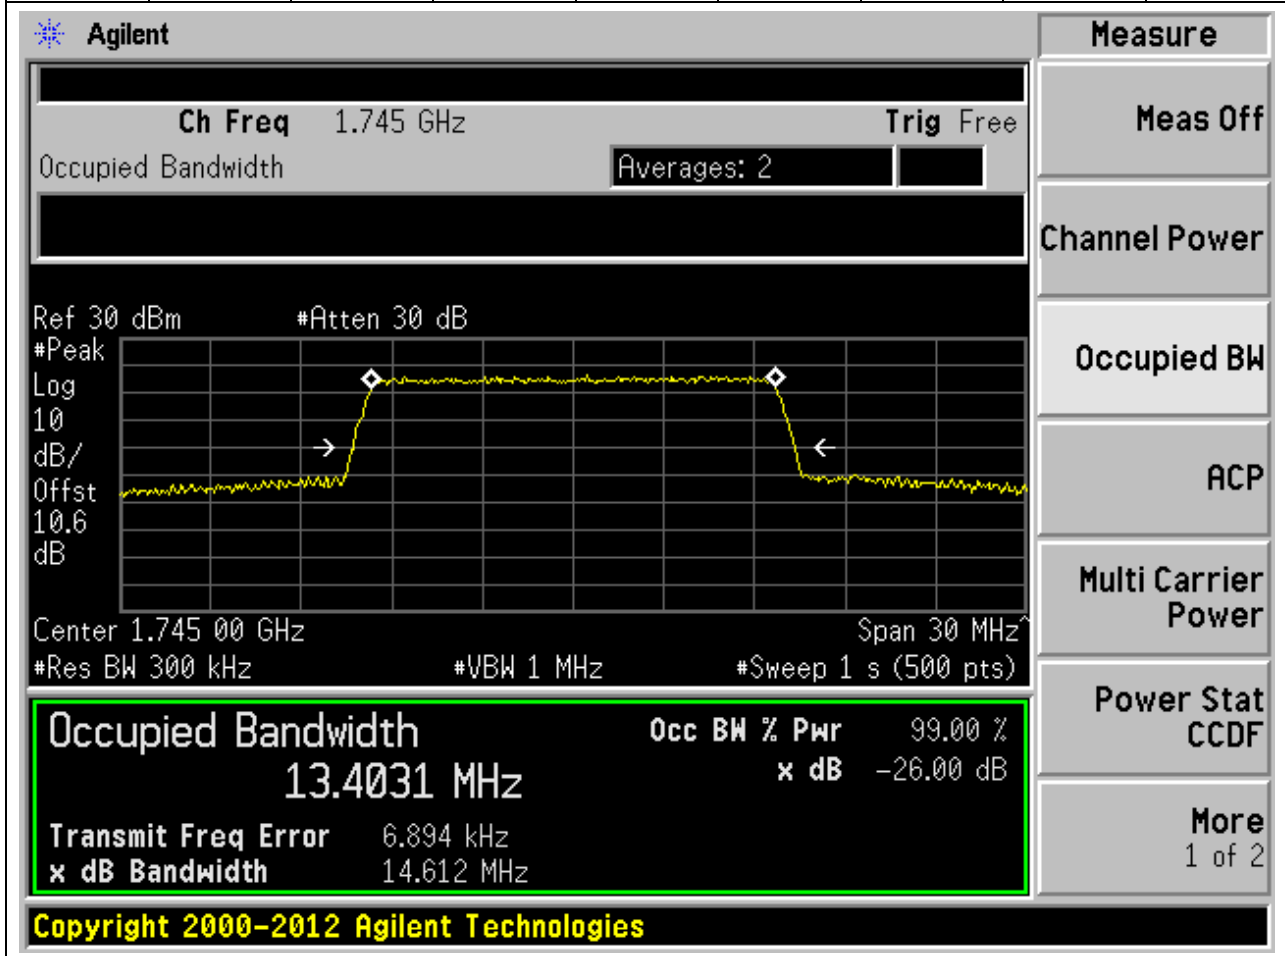 Agilent
Measure
Ch Freq 1.745 GHz
Trig Free
Occupied Bandwidth
Averages: 2
Meas Off
Channel Power
Occupied BW
ACP
Multi Carrier
Power
Power Stat
CCDF
More
1 of 2
Ref 30 dBm
#Atten 30 dB
#Peak
Log
10
dB/
Offst
10.6
dB
Center 1.745 00 GHz
Span 30 MHz^
#Res BW 300 kHz
#VBW 1 MHz
#Sweep 1 s (500 pts)
Occupied Bandwidth
13.4031 MHz
Occ BW % Pwr 99.00 %
x dB -26.00 dB
Transmit Freq Error 6.894 kHz
x dB Bandwidth 14.612 MHz
Copyright 2000-2012 Agilent Technologies